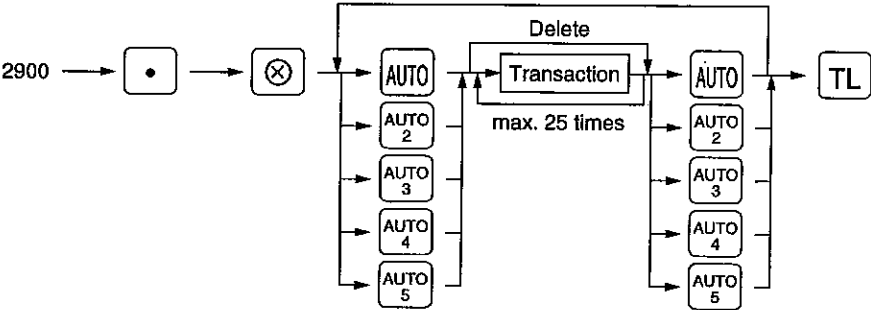 Delete
2900 • ⊗ AUTO Transaction AUTO TL
max. 25 times
AUTO 2 AUTO 2
AUTO 3 AUTO 3
AUTO 4 AUTO 4
AUTO 5 AUTO 5